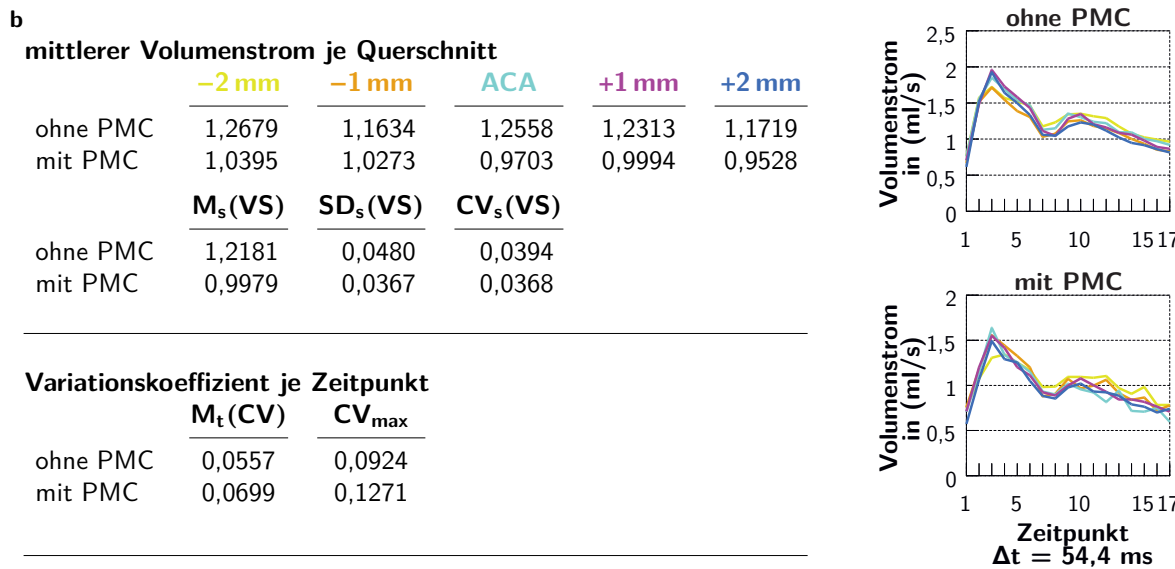 b
mittlerer Volumenstrom je Querschnitt
−2 mm −1 mm ACA +1 mm +2 mm
ohne PMC 1,2679 1,1634 1,2558 1,2313 1,1719
mit PMC 1,0395 1,0273 0,9703 0,9994 0,9528
Ms(VS) SDs(VS) CVs(VS)
ohne PMC 1,2181 0,0480 0,0394
mit PMC 0,9979 0,0367 0,0368
Variationskoeffizient je Zeitpunkt
Mt(CV) CVmax
ohne PMC 0,0557 0,0924
mit PMC 0,0699 0,1271
ohne PMC
Volumenstrom
in (ml/s)
2,5
2
1,5
1
0,5
0
1 5 10 15 17
mit PMC
Volumenstrom
in (ml/s)
2
1,5
1
0,5
0
1 5 10 15 17
Zeitpunkt
Δt = 54,4 ms